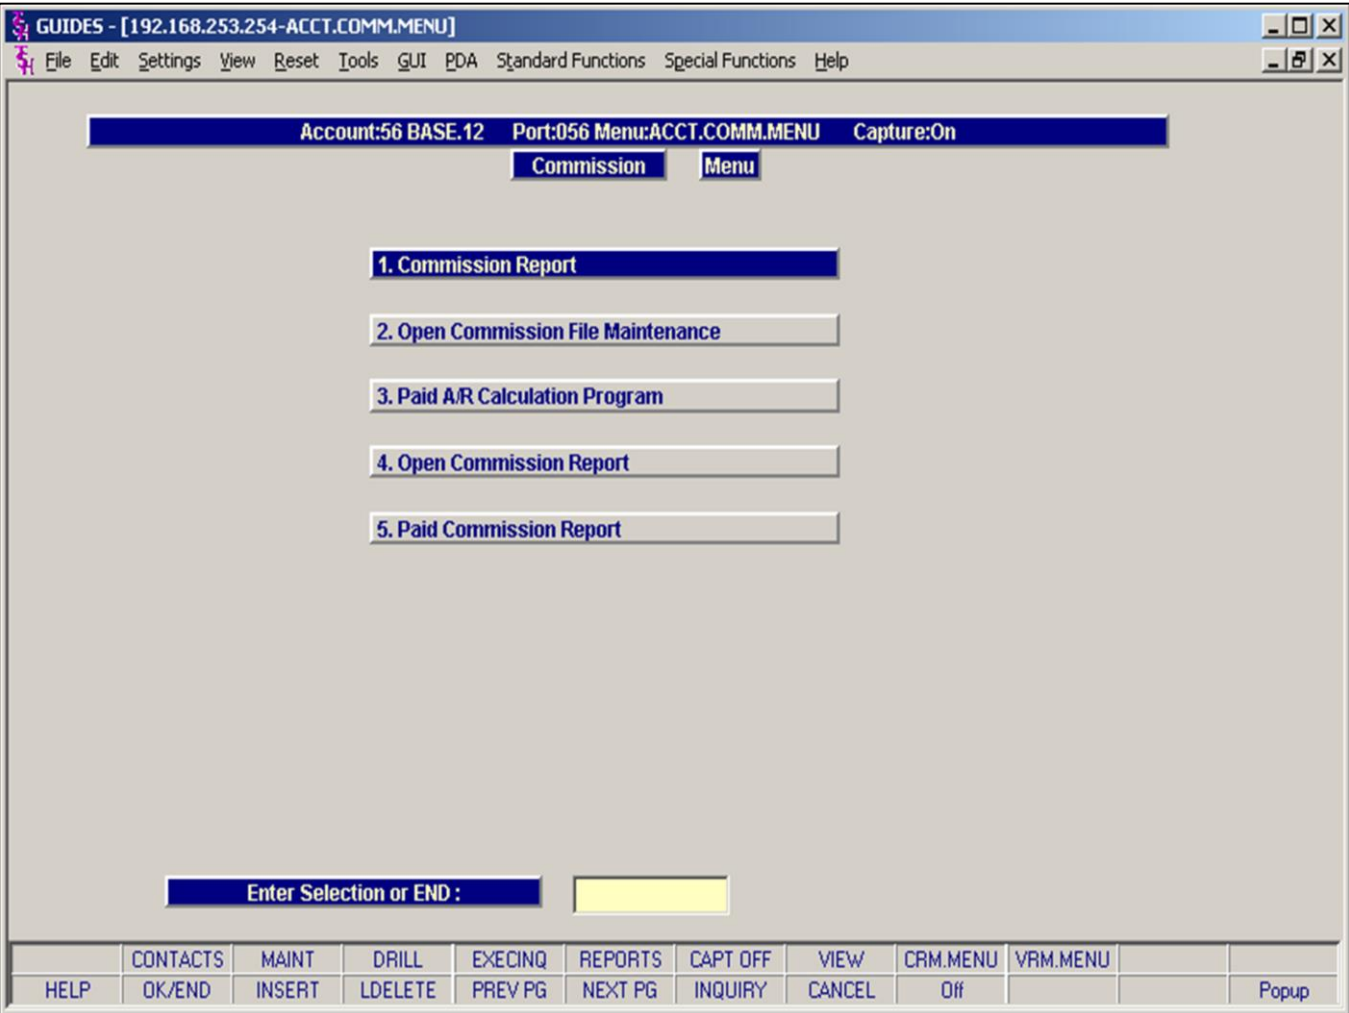 GUIDES - [192.168.253.254-ACCT.COMM.MENU]
File Edit Settings View Reset Tools GUI PDA Standard Functions Special Functions Help
Account:56 BASE.12 Port:056 Menu:ACCT.COMM.MENU Capture:On
Commission Menu
1. Commission Report
2. Open Commission File Maintenance
3. Paid A/R Calculation Program
4. Open Commission Report
5. Paid Commission Report
Enter Selection or END :
CONTACTS MAINT DRILL EXECINQ REPORTS CAPT OFF VIEW CRM.MENU VRM.MENU
HELP OK/END INSERT LDELETE PREV PG NEXT PG INQUIRY CANCEL Off Popup